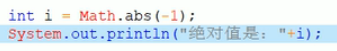 int i = Math.abs(-1);
System.out.println("绝对值是："+i);